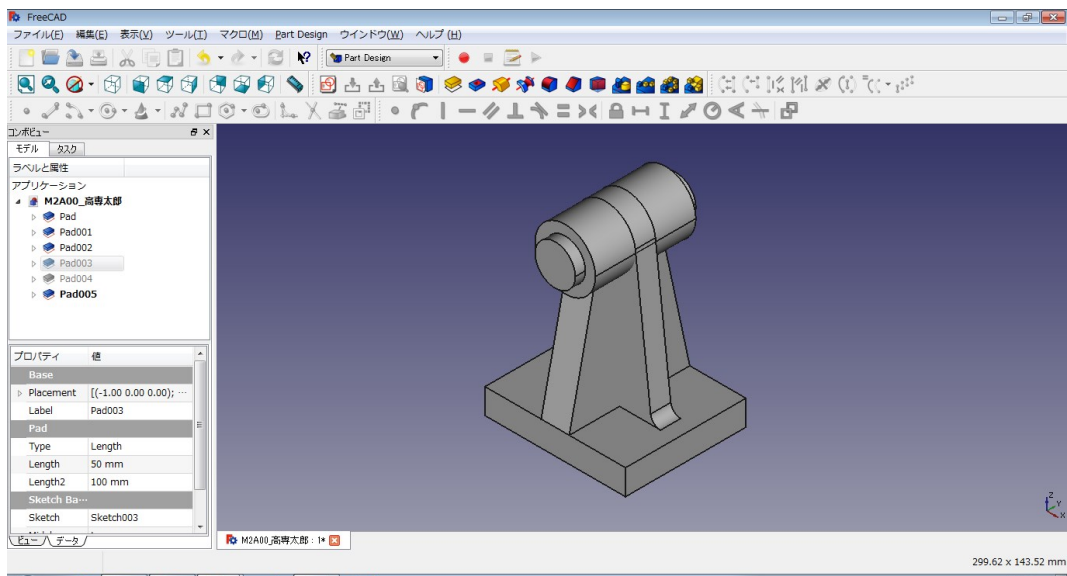 FreeCAD
ファイル(F) 編集(E) 表示(V) ツール(T) マクロ(M) Part Design ウインドウ(W) ヘルプ (H)
Part Design
コンボビュー
モデル タスク
ラベルと属性
アプリケーション
M2A00_高専太郎
Pad
Pad001
Pad002
Pad003
Pad004
Pad005
プロパティ 値
Base
Placement [(-1.00 0.00 0.00); ...
Label Pad003
Pad
Type Length
Length 50 mm
Length2 100 mm
Sketch Ba...
Sketch Sketch003
ビュー データ
M2A00_高専太郎 : 1*
Z
Y
X
299.62 x 143.52 mm